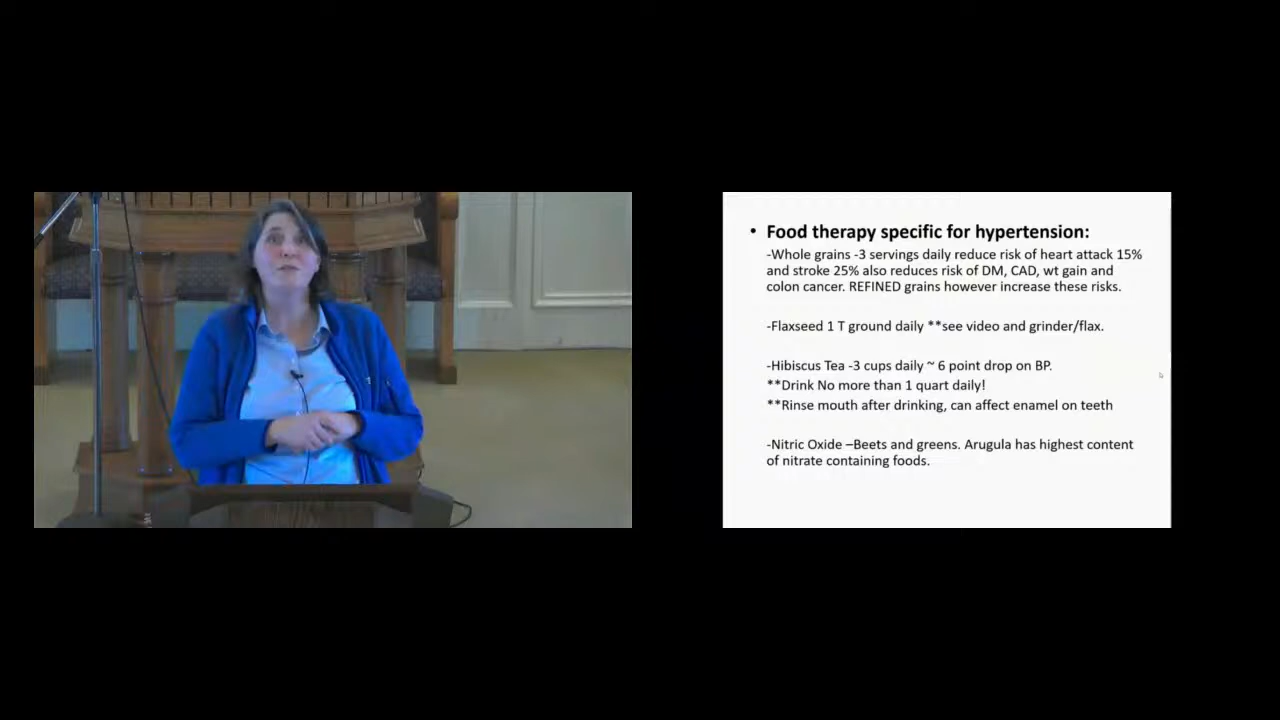 • Food therapy specific for hypertension:
-Whole grains -3 servings daily reduce risk of heart attack 15%
and stroke 25% also reduces risk of DM, CAD, wt gain and
colon cancer. REFINED grains however increase these risks.
-Flaxseed 1 T ground daily **see video and grinder/flax.
-Hibiscus Tea -3 cups daily ~ 6 point drop on BP.
**Drink No more than 1 quart daily!
**Rinse mouth after drinking, can affect enamel on teeth
-Nitric Oxide –Beets and greens. Arugula has highest content
of nitrate containing foods.